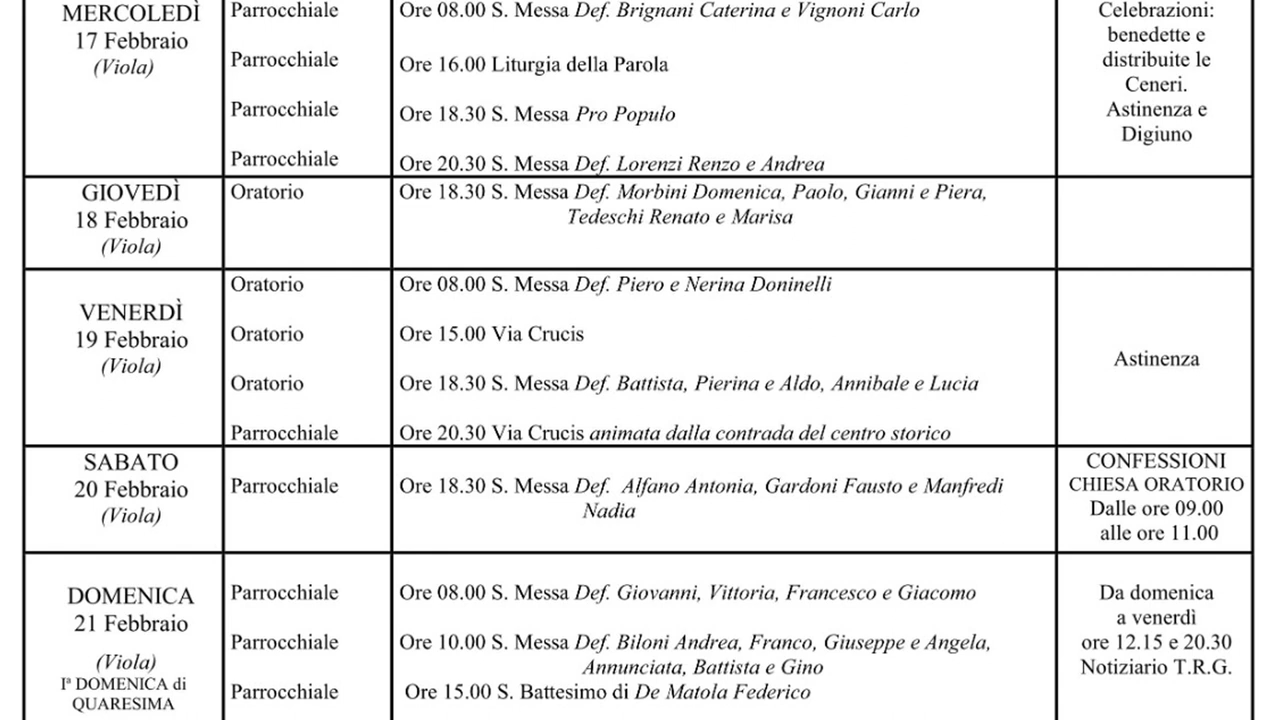 MERCOLEDÌ
17 Febbraio
(Viola)
Parrocchiale
Ore 08.00 S. Messa Def. Brignani Caterina e Vignoni Carlo
Parrocchiale
Ore 16.00 Liturgia della Parola
Parrocchiale
Ore 18.30 S. Messa Pro Populo
Parrocchiale
Ore 20.30 S. Messa Def. Lorenzi Renzo e Andrea
Celebrazioni:
benedette e
distribuite le
Ceneri.
Astinenza e
Digiuno
GIOVEDÌ
18 Febbraio
(Viola)
Oratorio
Ore 18.30 S. Messa Def. Morbini Domenica, Paolo, Gianni e Piera,
Tedeschi Renato e Marisa
VENERDÌ
19 Febbraio
(Viola)
Oratorio
Ore 08.00 S. Messa Def. Piero e Nerina Doninelli
Oratorio
Ore 15.00 Via Crucis
Oratorio
Ore 18.30 S. Messa Def. Battista, Pierina e Aldo, Annibale e Lucia
Parrocchiale
Ore 20.30 Via Crucis animata dalla contrada del centro storico
Astinenza
SABATO
20 Febbraio
(Viola)
Parrocchiale
Ore 18.30 S. Messa Def. Alfano Antonia, Gardoni Fausto e Manfredi
Nadia
CONFESSIONI
CHIESA ORATORIO
Dalle ore 09.00
alle ore 11.00
DOMENICA
21 Febbraio
(Viola)
Iª DOMENICA di
QUARESIMA
Parrocchiale
Ore 08.00 S. Messa Def. Giovanni, Vittoria, Francesco e Giacomo
Parrocchiale
Ore 10.00 S. Messa Def. Biloni Andrea, Franco, Giuseppe e Angela,
Annunciata, Battista e Gino
Parrocchiale
Ore 15.00 S. Battesimo di De Matola Federico
Da domenica
a venerdì
ore 12.15 e 20.30
Notiziario T.R.G.